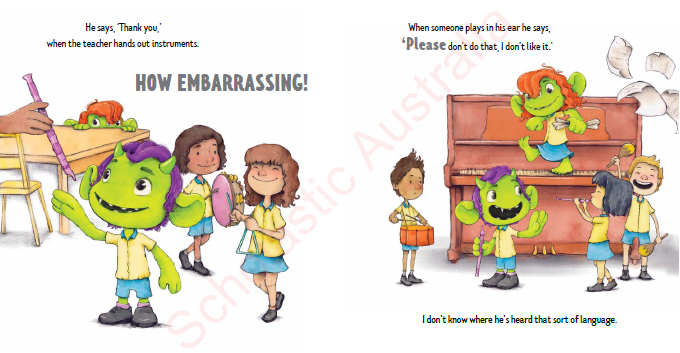 He says, ‘Thank you,’
when the teacher hands out instruments.
HOW EMBARRASSING!
When someone plays in his ear he says,
‘Please don’t do that, I don’t like it.’
I don’t know where he’s heard that sort of language.
Scholastic Australia